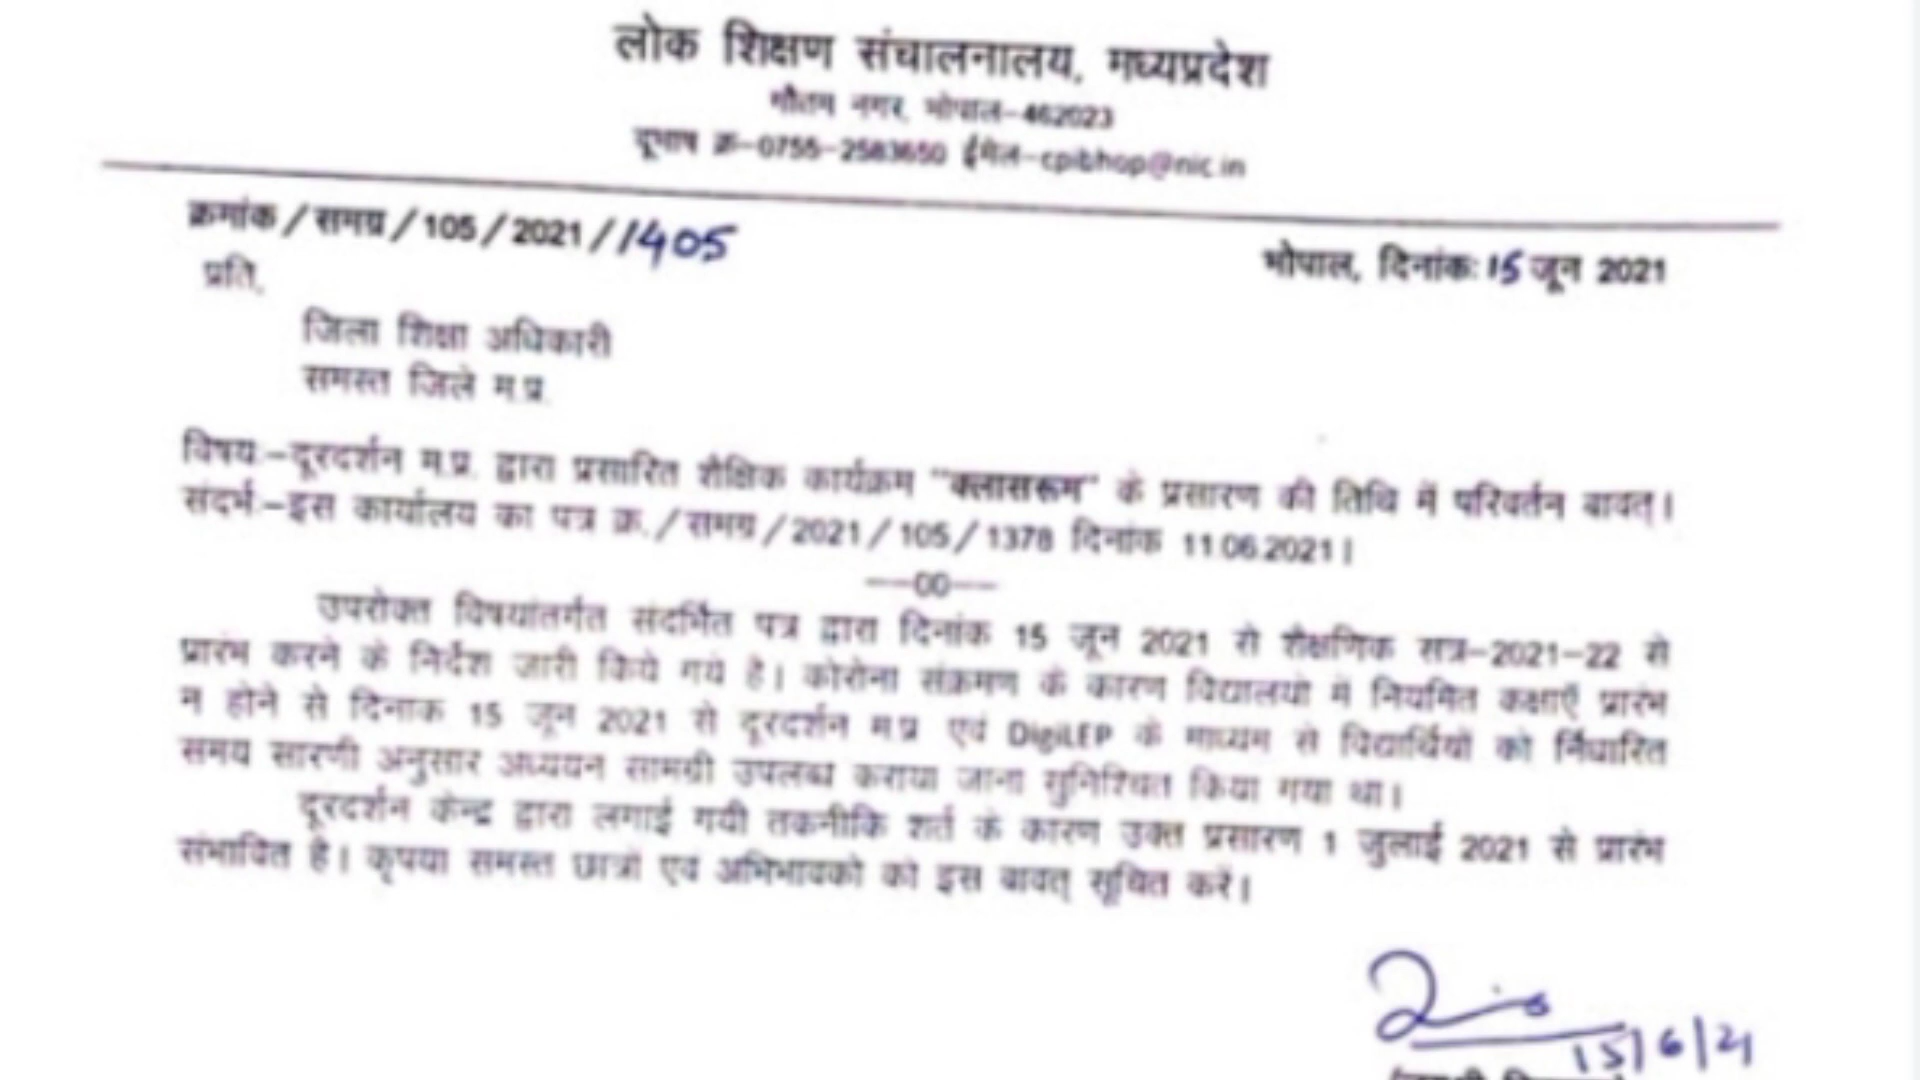 लोक शिक्षण संचालनालय, मध्यप्रदेश
गौतम नगर, भोपाल-462023
दूरभाष क्र-0755-2583650 ईमेल-cpibhop@nic.in
क्रमांक/समग्र/105/2021/1405
भोपाल, दिनांक: 15 जून 2021
प्रति,
जिला शिक्षा अधिकारी
समस्त जिले म.प्र.
विषय:-दूरदर्शन म.प्र. द्वारा प्रसारित शैक्षिक कार्यक्रम "क्लासरूम" के प्रसारण की तिथि में परिवर्तन बावत्।
संदर्भ:-इस कार्यालय का पत्र क्र./समग्र/2021/105/1378 दिनांक 11.06.2021।
---00---
उपरोक्त विषयांतर्गत संदर्भित पत्र द्वारा दिनांक 15 जून 2021 से शैक्षणिक सत्र-2021-22 से
प्रारंभ करने के निर्देश जारी किये गये है। कोरोना संक्रमण के कारण विद्यालयो में नियमित कक्षाएँ प्रारंभ
न होने से दिनाक 15 जून 2021 से दूरदर्शन म.प्र एवं DigiLEP के माध्यम से विद्यार्थियों को र्निधारित
समय सारणी अनुसार अध्ययन सामग्री उपलब्ध कराया जाना सुनिश्चित किया गया था।
दूरदर्शन केन्द्र द्वारा लगाई गयी तकनीकि शर्त के कारण उक्त प्रसारण 1 जुलाई 2021 से प्रारंभ
संभावित है। कृपया समस्त छात्रो एवं अभिभावको को इस बावत् सूचित करें।
15/6/21